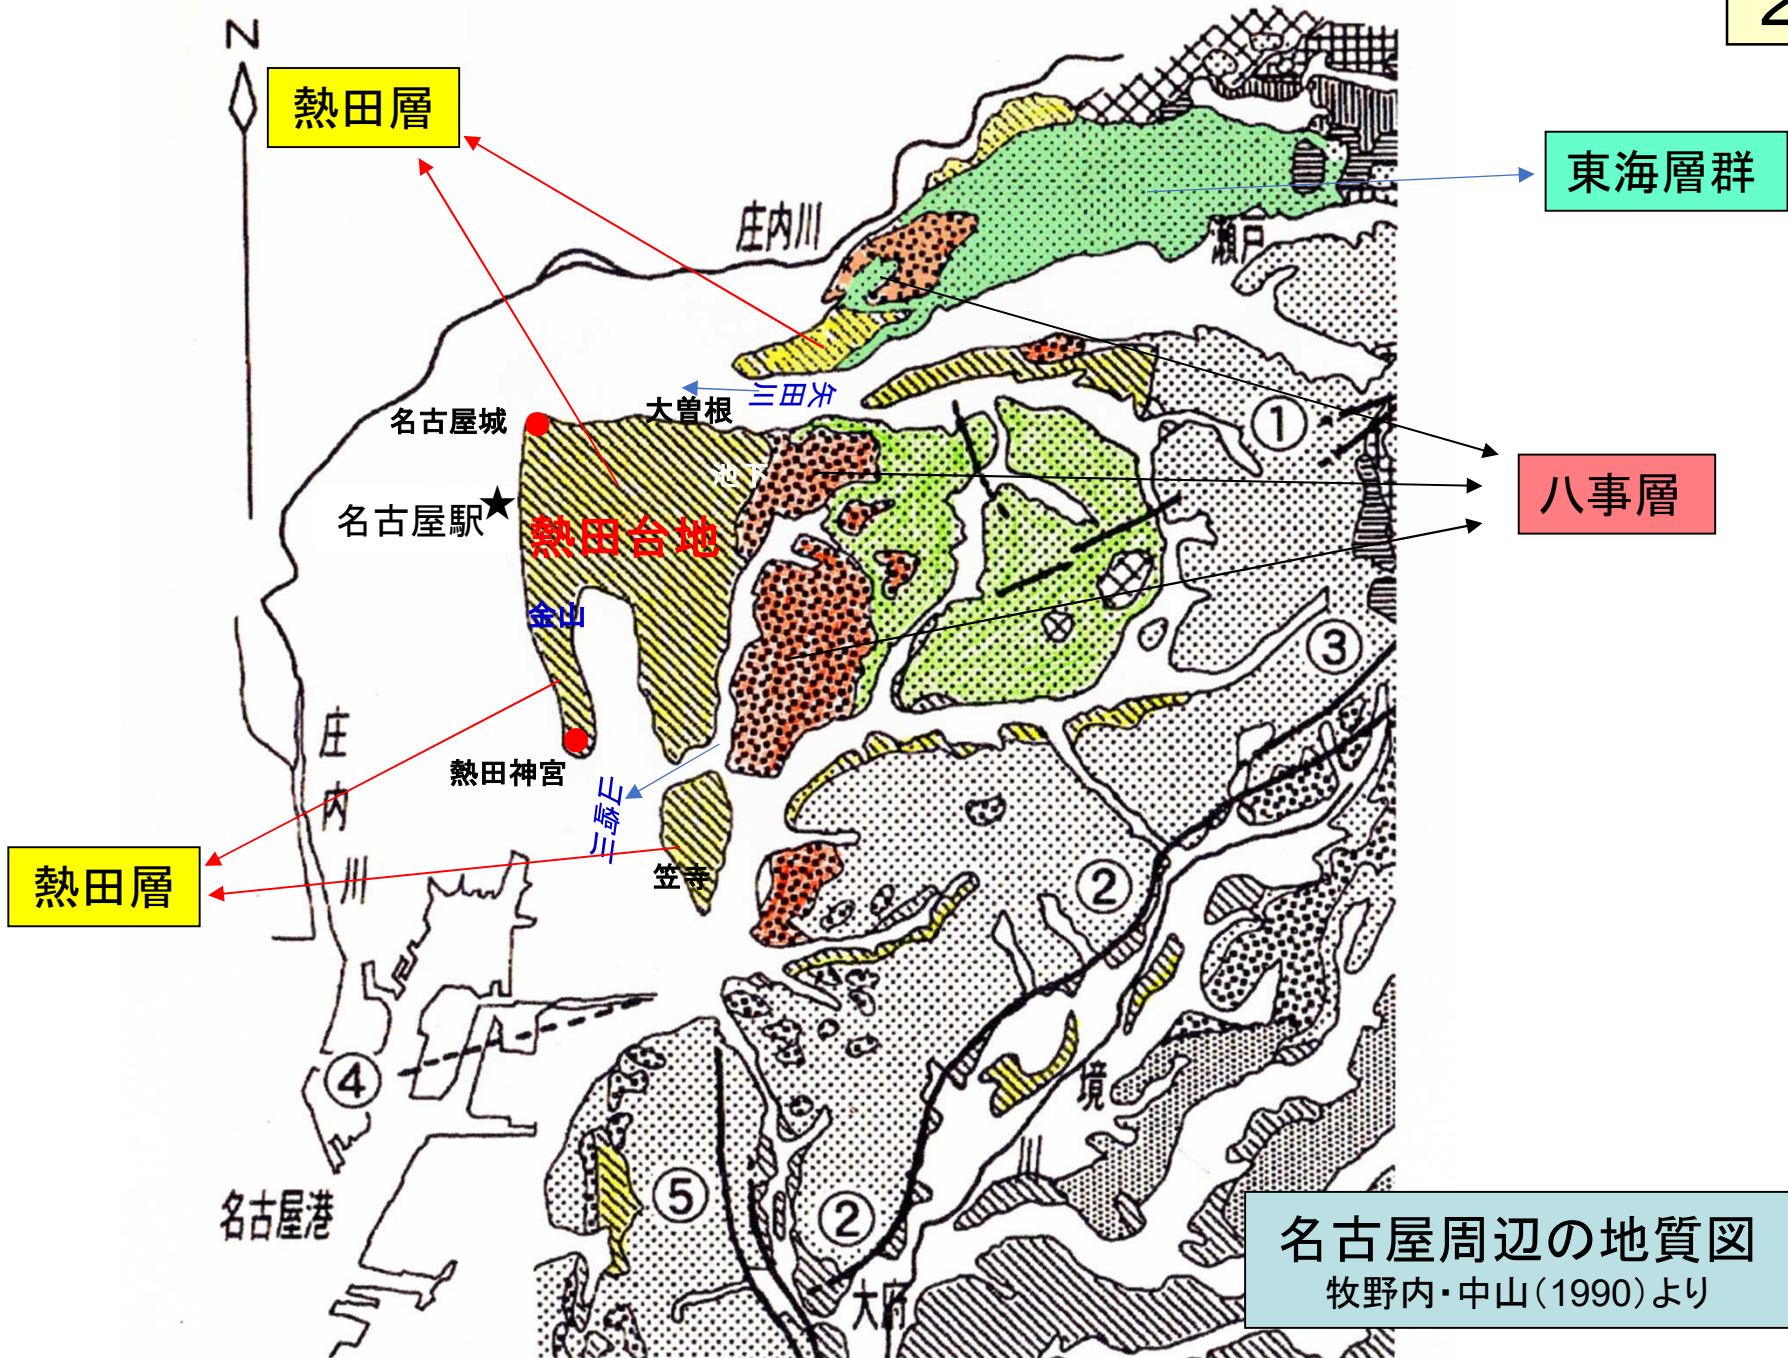 2
N
熱田層
東海層群
庄内川
瀬戸
矢田川
大曽根
名古屋城
①
池下
八事層
名古屋駅
熱田台地
金山
③
庄内川
熱田神宮
笠寺
熱田層
②
④
境川
⑤
②
名古屋港
大府
名古屋周辺の地質図
牧野内・中山(1990)より